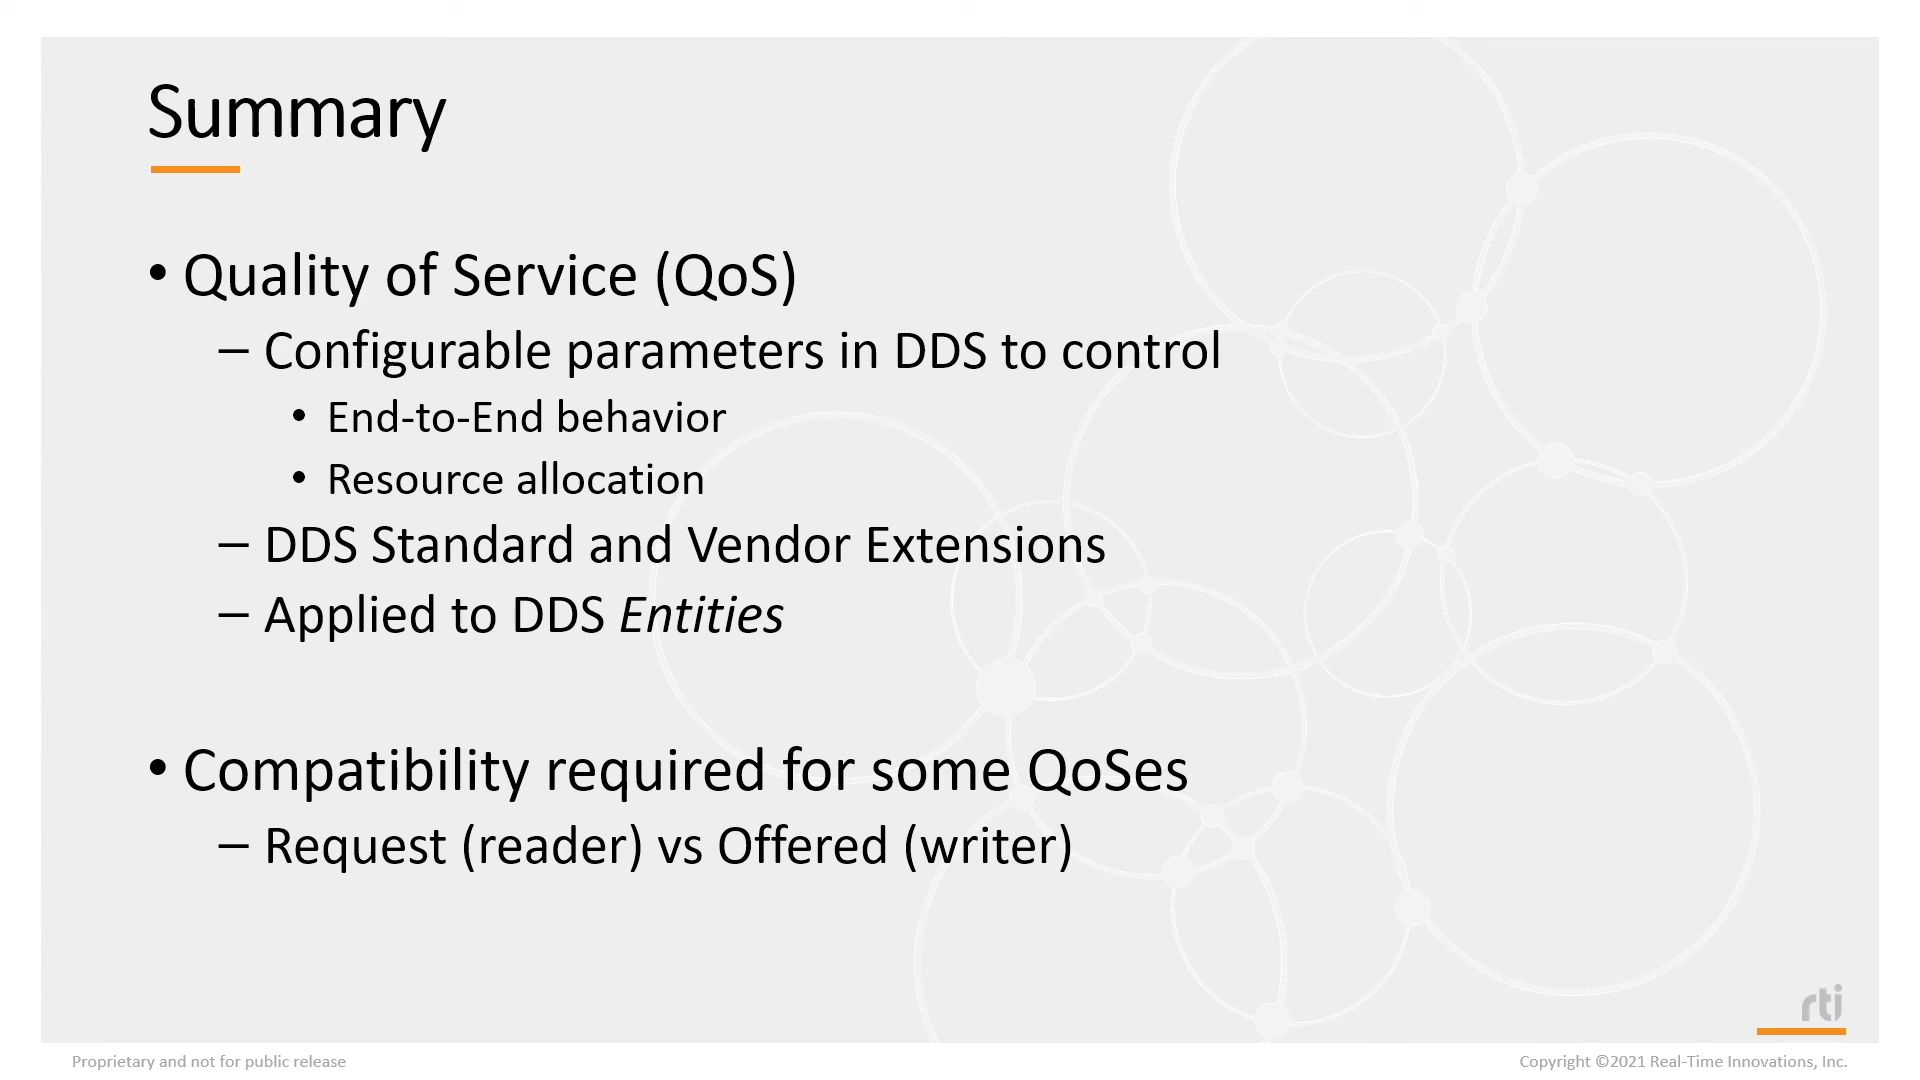 Summary
• Quality of Service (QoS)
– Configurable parameters in DDS to control
• End-to-End behavior
• Resource allocation
– DDS Standard and Vendor Extensions
– Applied to DDS Entities
• Compatibility required for some QoSes
– Request (reader) vs Offered (writer)
rti
Proprietary and not for public release
Copyright ©2021 Real-Time Innovations, Inc.